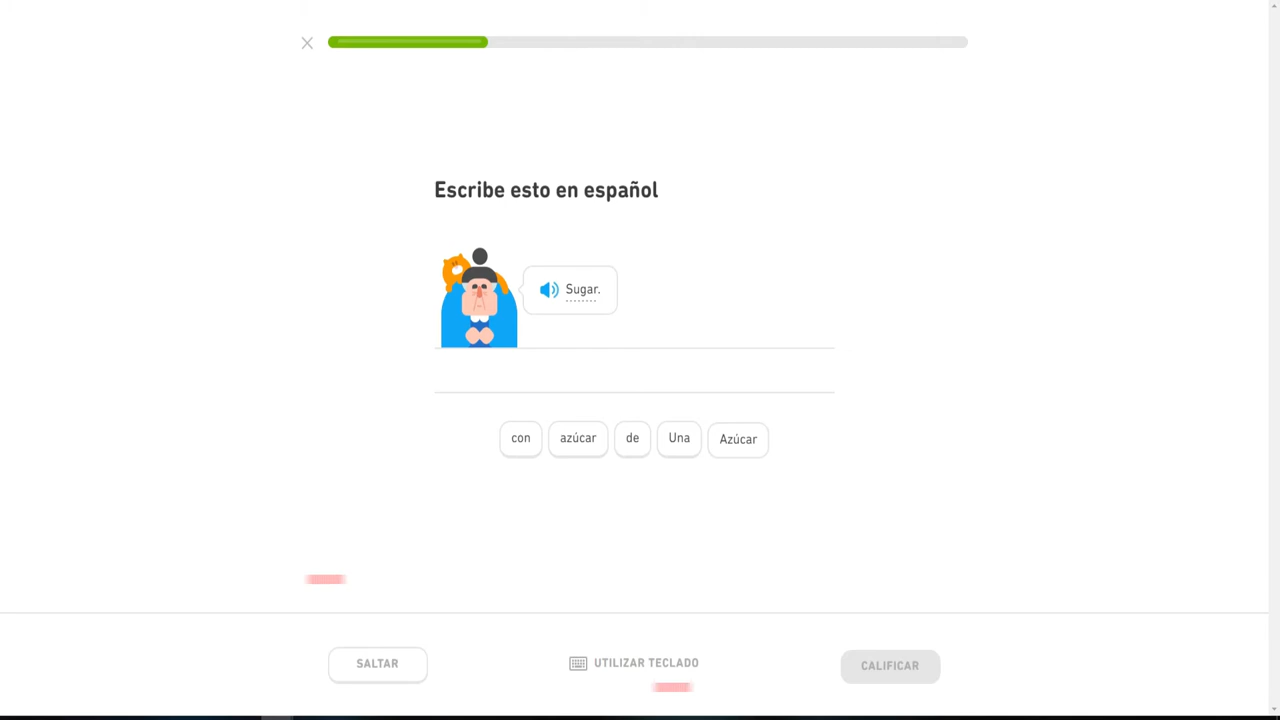 Escribe esto en español
Sugar.
con azúcar de Una Azúcar
SALTAR UTILIZAR TECLADO CALIFICAR